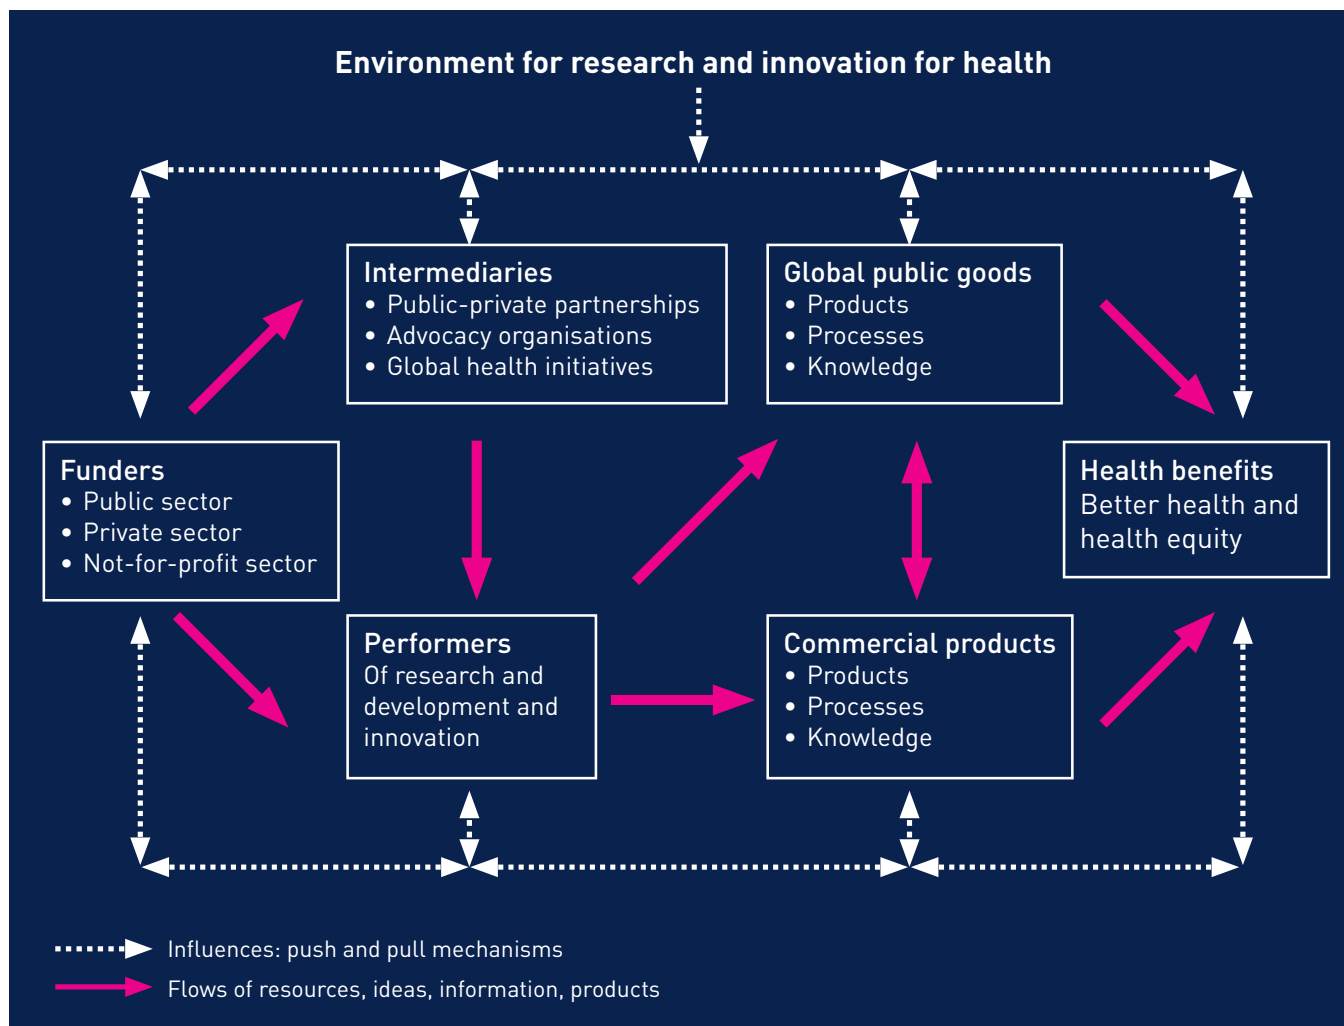 Environment for research and innovation for health
Intermediaries
• Public-private partnerships
• Advocacy organisations
• Global health initiatives
Global public goods
• Products
• Processes
• Knowledge
Funders
• Public sector
• Private sector
• Not-for-profit sector
Health benefits
Better health and
health equity
Performers
Of research and
development and
innovation
Commercial products
• Products
• Processes
• Knowledge
Influences: push and pull mechanisms
Flows of resources, ideas, information, products